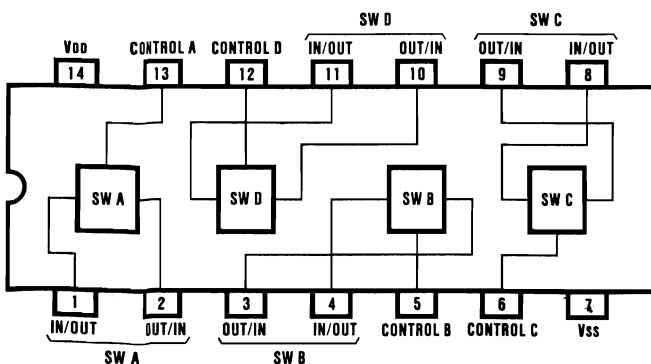 SW D SW C
VDD CONTROL A CONTROL D IN/OUT OUT/IN OUT/IN IN/OUT
14 13 12 11 10 9 8
SW A SW D SW B SW C
1 2 3 4 5 6 7
IN/OUT OUT/IN OUT/IN IN/OUT CONTROL B CONTROL C VSS
SW A SW B